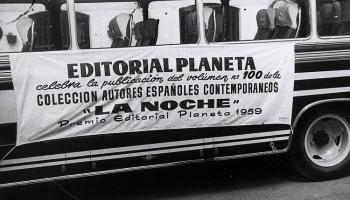 EDITORIAL PLANETA
celebra la publicación del volúmen nº 100 de la
COLECCION AUTORES ESPAÑOLES CONTEMPORANEOS
"LA NOCHE"
Premio Editorial Planeta 1959